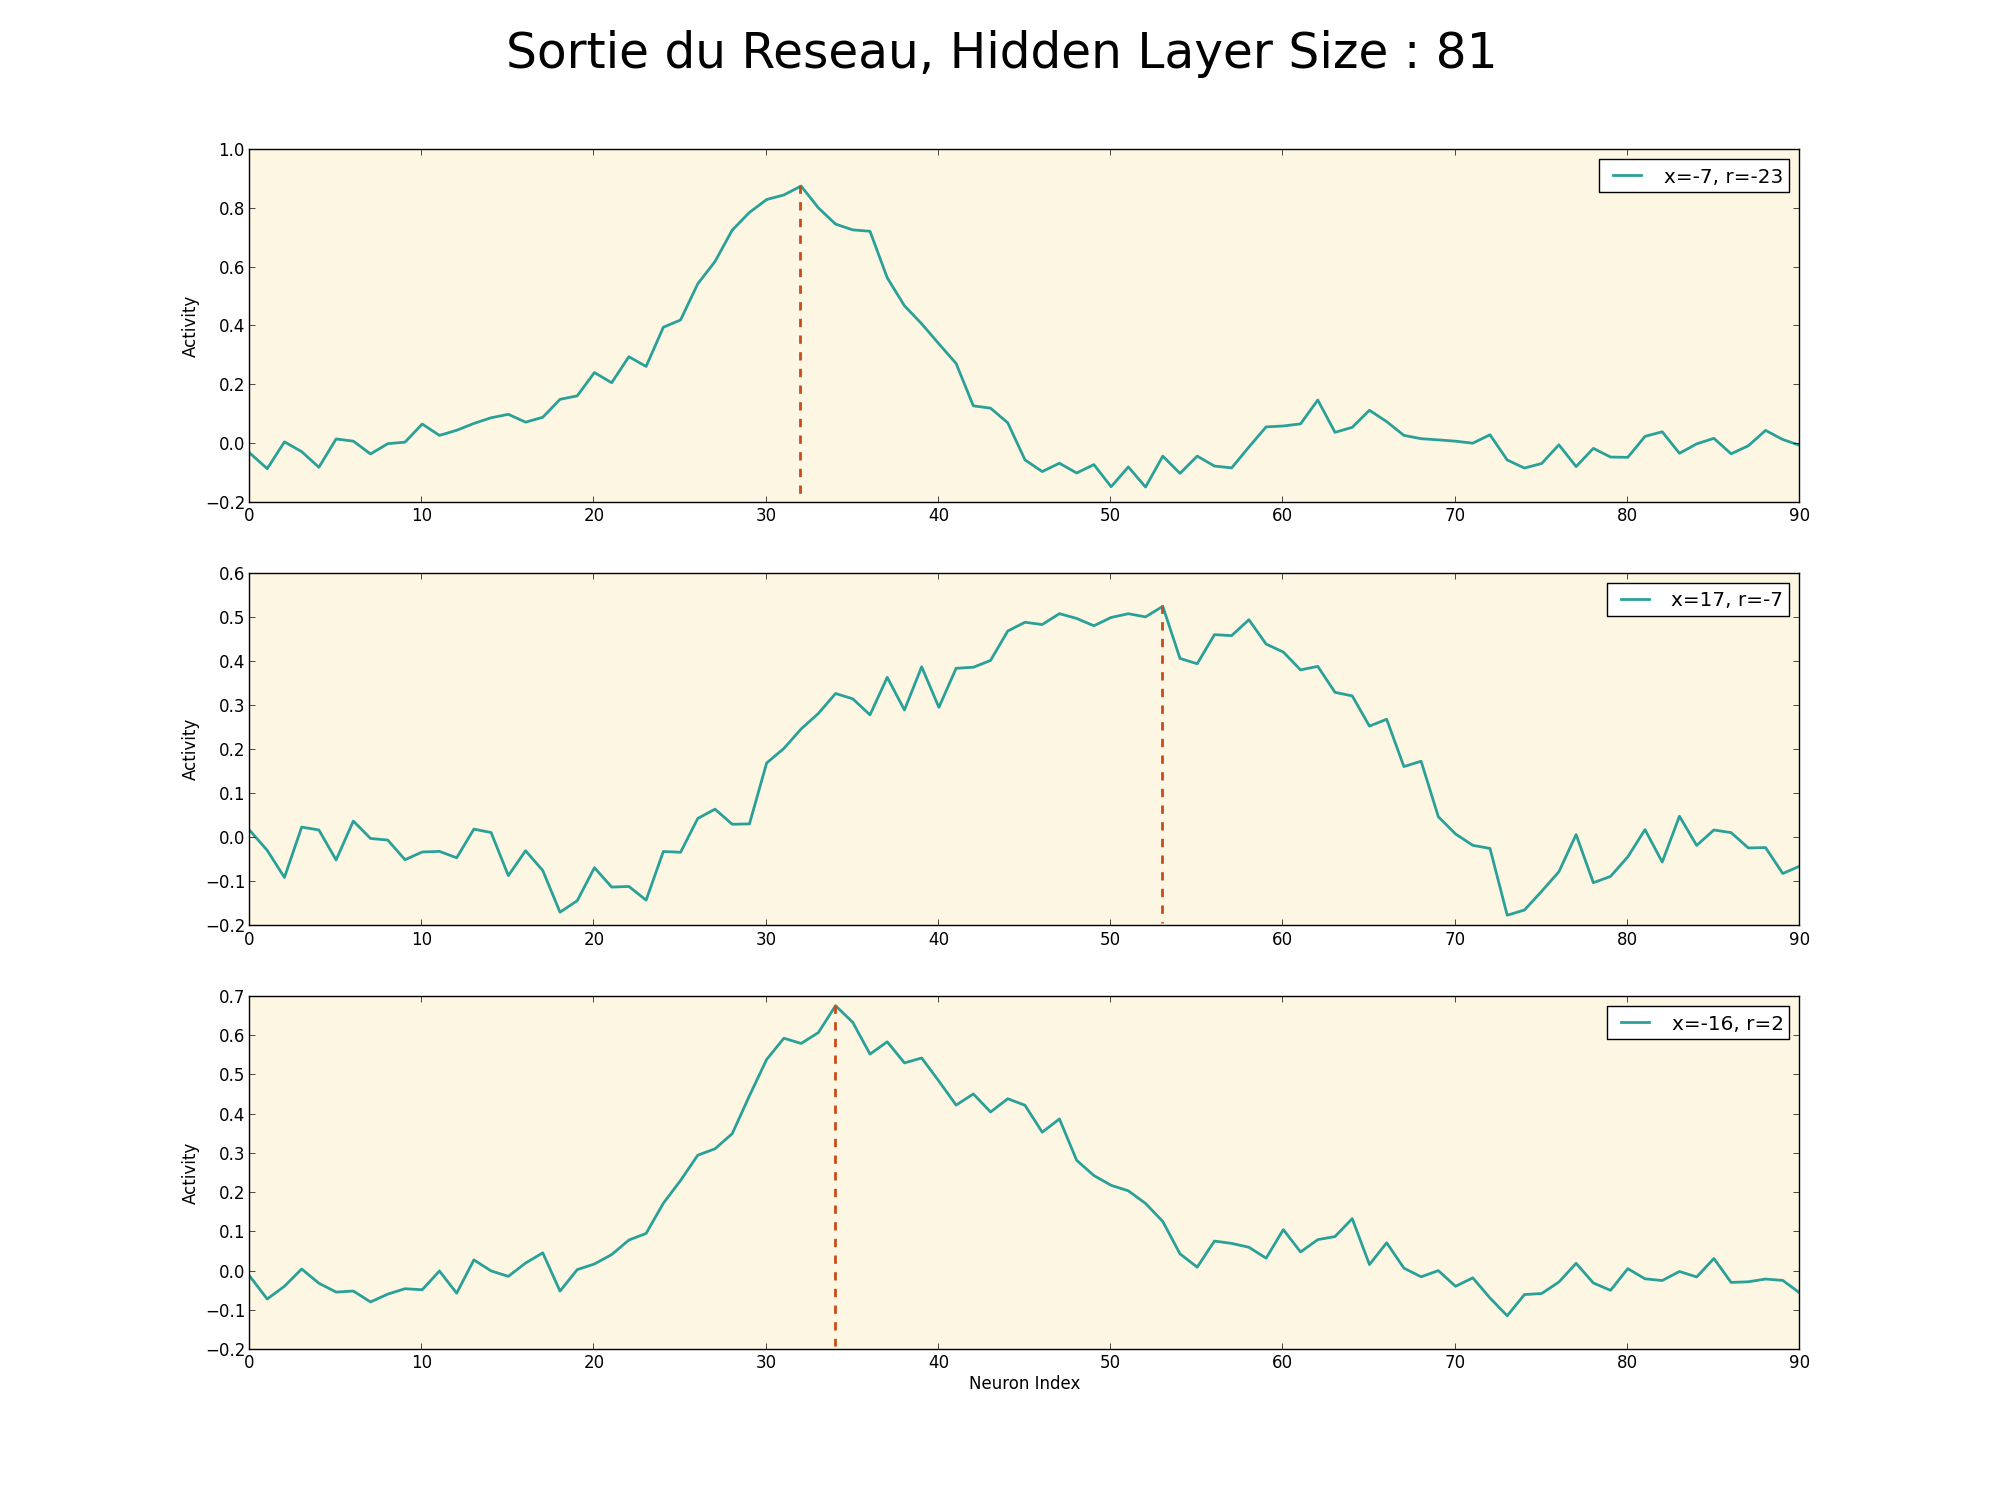 Sortie du Reseau, Hidden Layer Size : 81
1.0
0.8
0.6
0.4
0.2
0.0
−0.2
Activity
x=-7, r=-23
0 10 20 30 40 50 60 70 80 90
0.6
0.5
0.4
0.3
0.2
0.1
0.0
−0.1
−0.2
Activity
x=17, r=-7
0 10 20 30 40 50 60 70 80 90
0.7
0.6
0.5
0.4
0.3
0.2
0.1
0.0
−0.1
−0.2
Activity
x=-16, r=2
0 10 20 30 40 50 60 70 80 90
Neuron Index